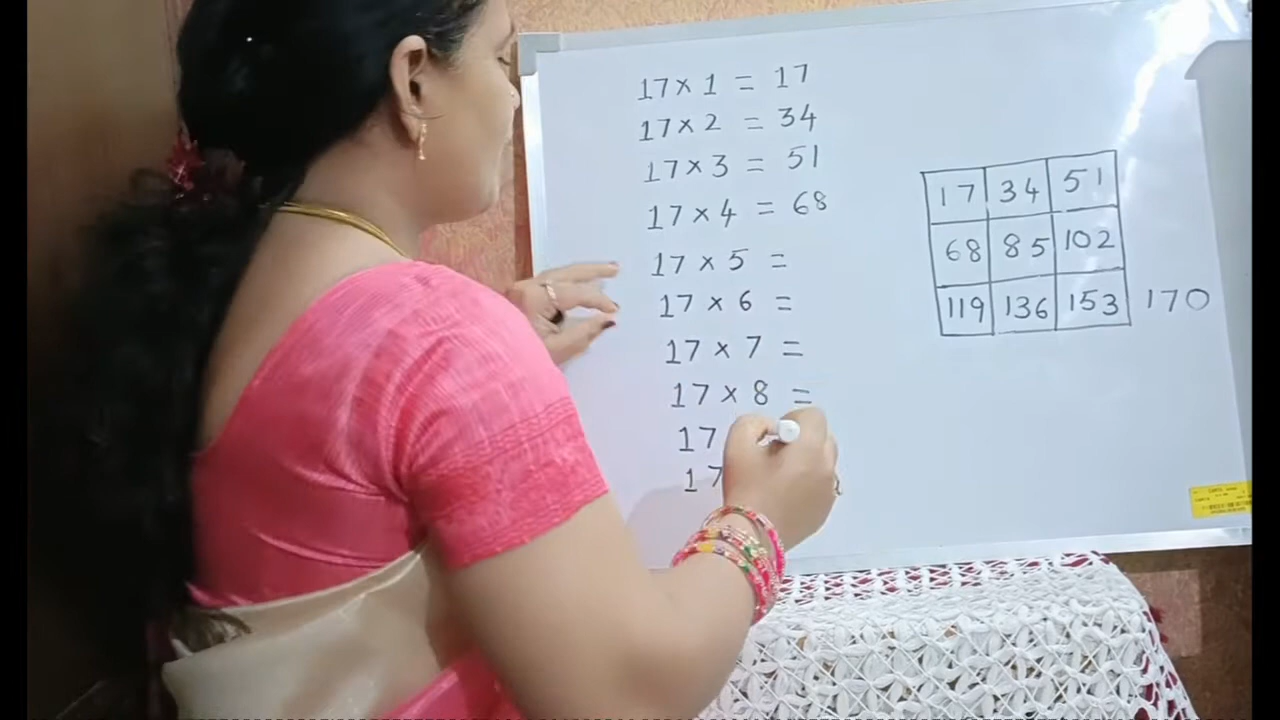 17 × 1 = 17
17 × 2 = 34
17 × 3 = 51
17 × 4 = 68
17 × 5 =
17 × 6 =
17 × 7 =
17 × 8 =
17
17
17 34 51
68 85 102
119 136 153 170